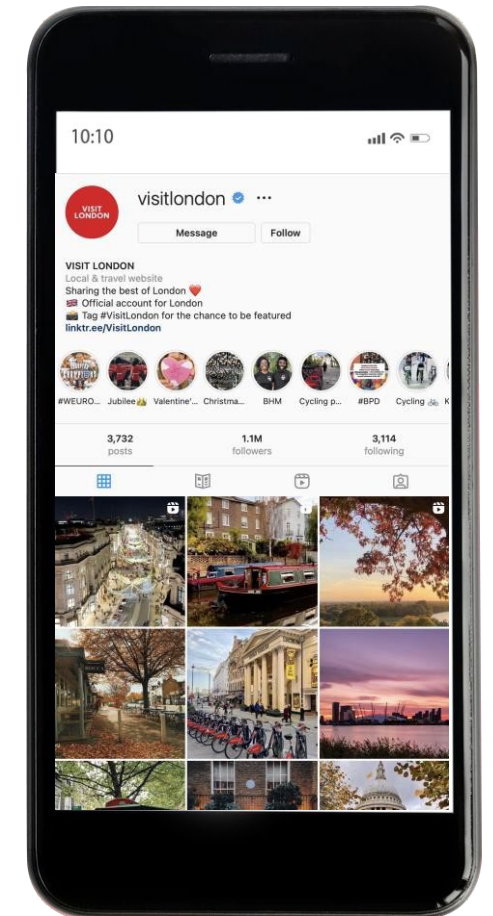 10:10
VISIT
LONDON
visitlondon
Message Follow
VISIT LONDON
Local & travel website
Sharing the best of London ❤️
🇬🇧 Official account for London
📸 Tag #VisitLondon for the chance to be featured
linktr.ee/VisitLondon
#WEURO... Jubilee👑 Valentine'... Christma... BHM Cycling p... #BPD Cycling 🚲 K
3,732 1.1M 3,114
posts followers following